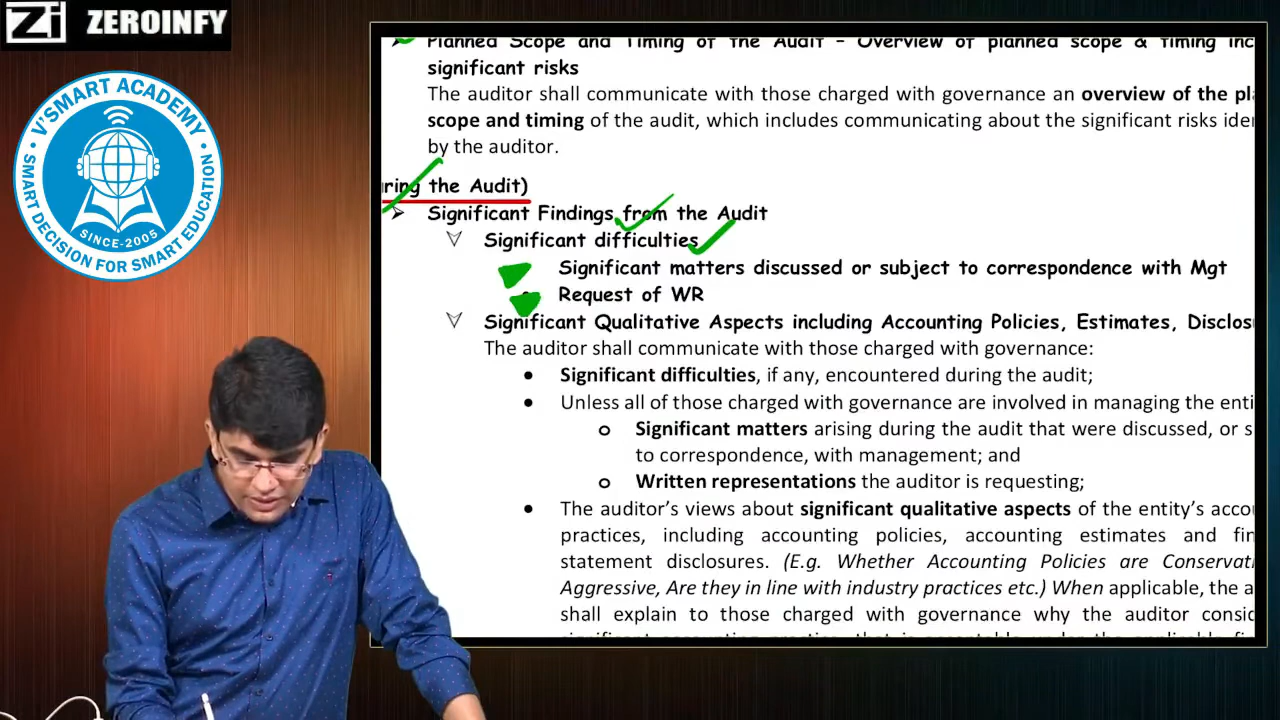 Zi ZEROINFY
V'SMART ACADEMY
SMART DECISION FOR SMART EDUCATION
SINCE-2005
Planned Scope and Timing of the Audit – Overview of planned scope & timing inc
significant risks
The auditor shall communicate with those charged with governance an overview of the pl
scope and timing of the audit, which includes communicating about the significant risks iden
by the auditor.
uring the Audit)
Significant Findings from the Audit
Significant difficulties
Significant matters discussed or subject to correspondence with Mgt
Request of WR
Significant Qualitative Aspects including Accounting Policies, Estimates, Disclos
The auditor shall communicate with those charged with governance:
• Significant difficulties, if any, encountered during the audit;
• Unless all of those charged with governance are involved in managing the enti
o Significant matters arising during the audit that were discussed, or s
to correspondence, with management; and
o Written representations the auditor is requesting;
• The auditor's views about significant qualitative aspects of the entity's acco
practices, including accounting policies, accounting estimates and fin
statement disclosures. (E.g. Whether Accounting Policies are Conservati
Aggressive, Are they in line with industry practices etc.) When applicable, the a
shall explain to those charged with governance why the auditor consid